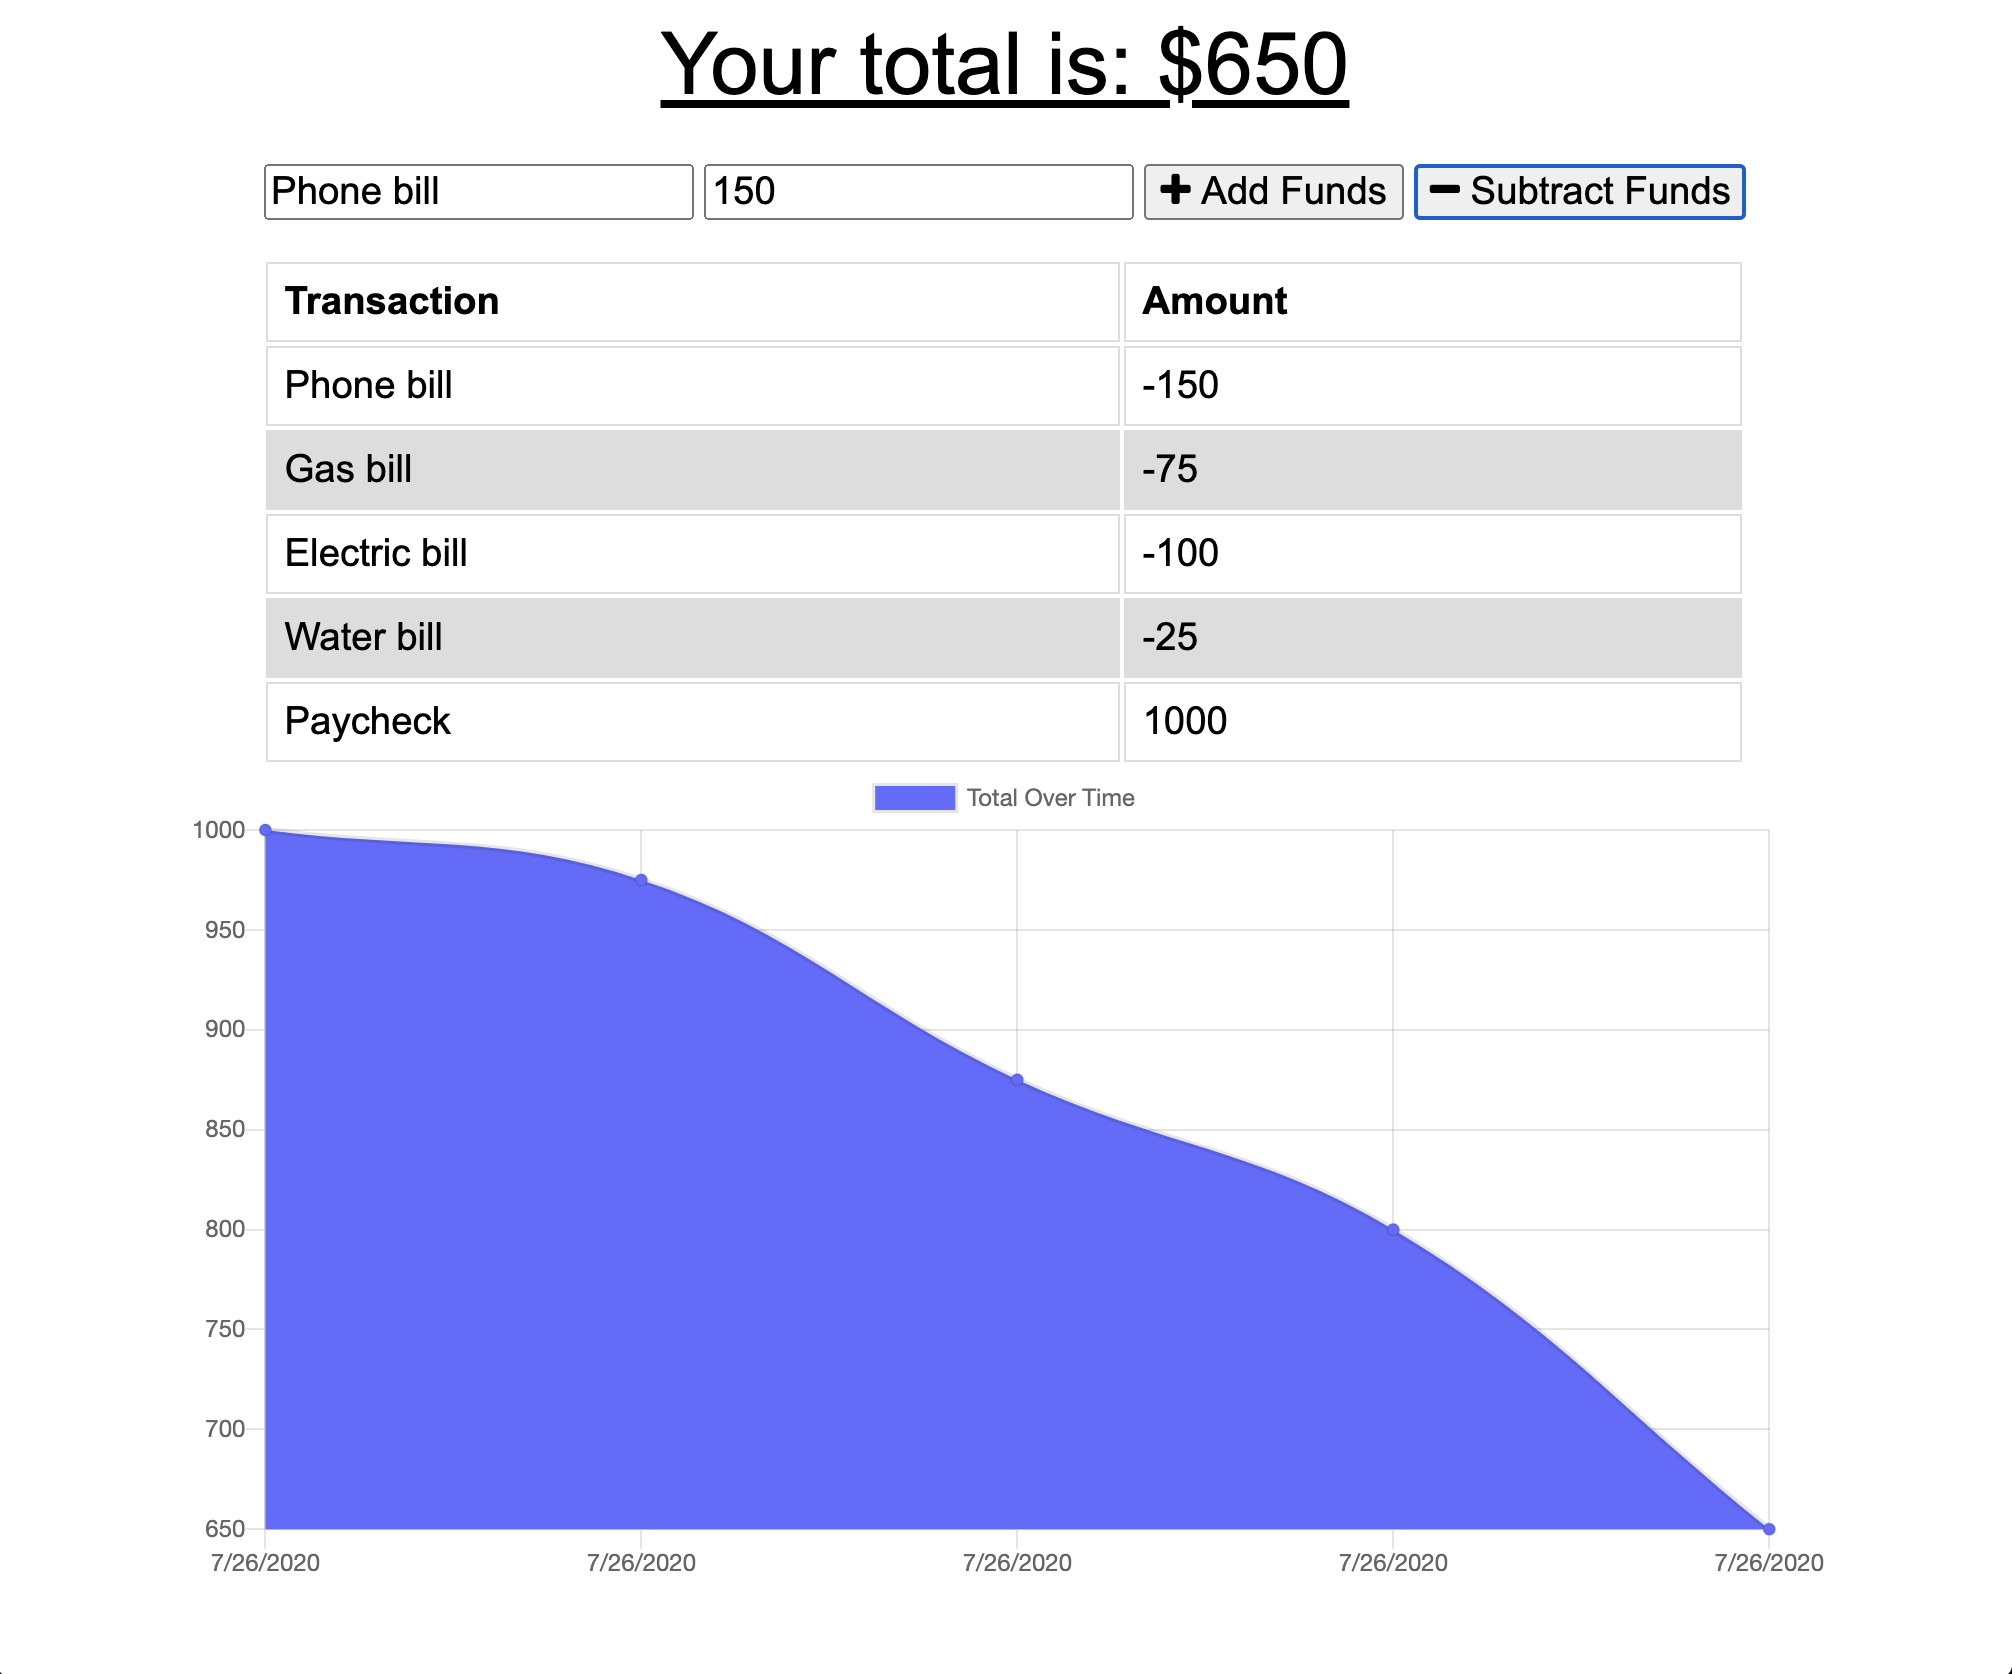 Your total is: $650
Phone bill 150 Add Funds Subtract Funds
Transaction Amount
Phone bill -150
Gas bill -75
Electric bill -100
Water bill -25
Paycheck 1000
Total Over Time
1000
950
900
850
800
750
700
650
7/26/2020 7/26/2020 7/26/2020 7/26/2020 7/26/2020